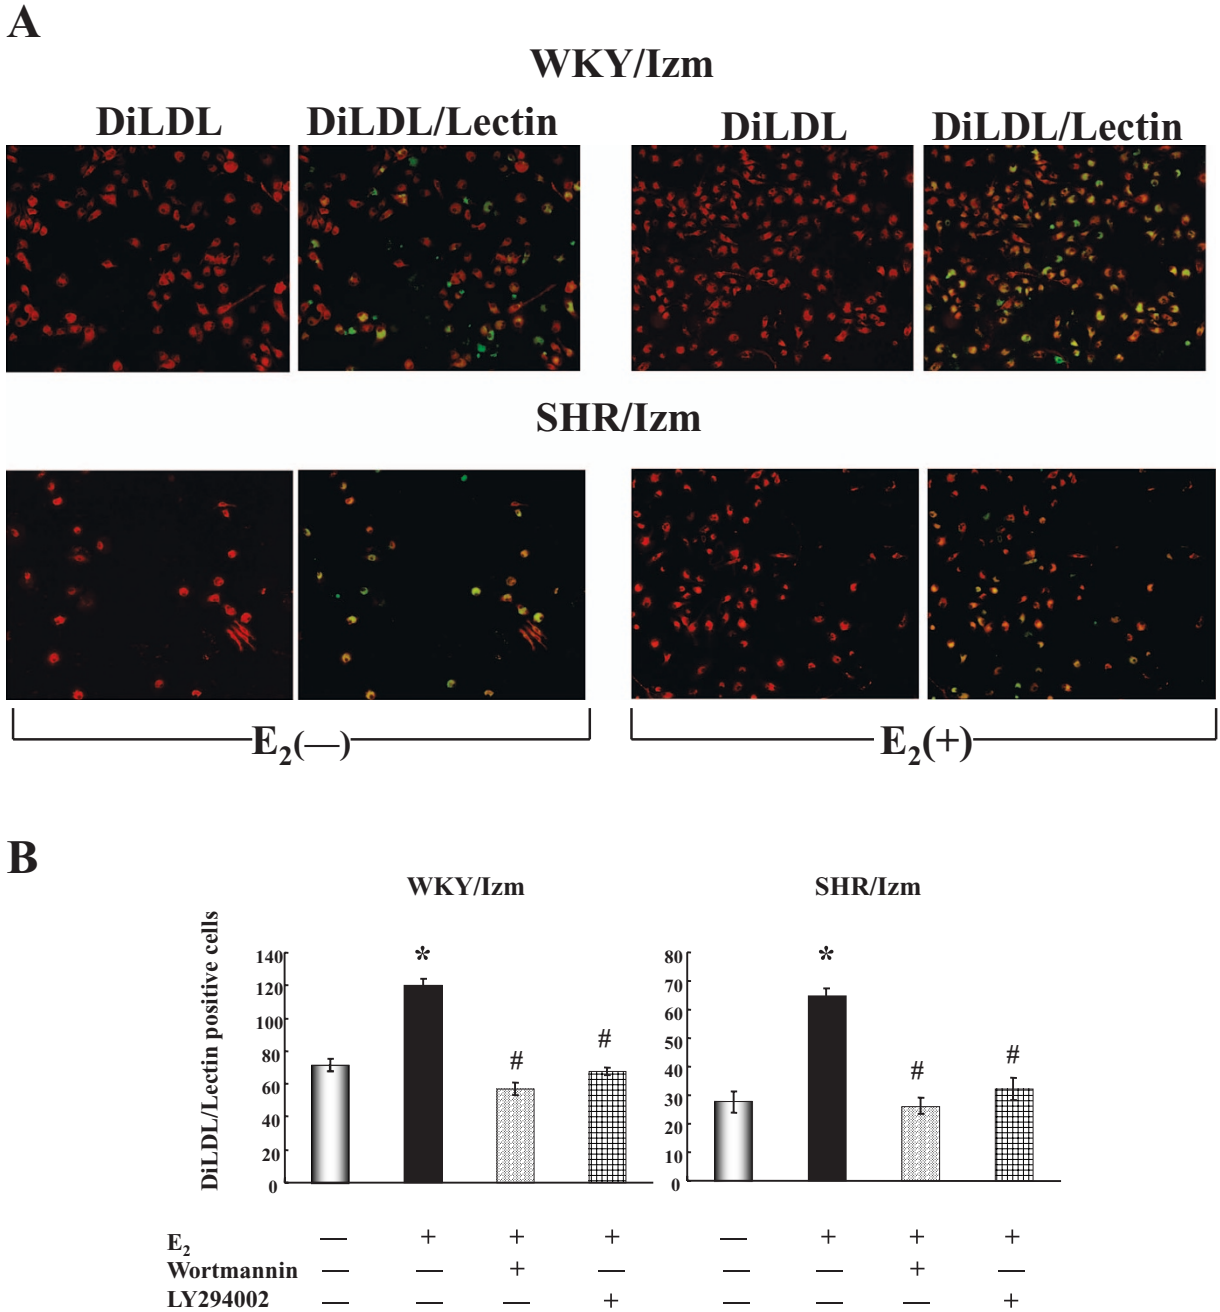 A
WKY/Izm
DiLDL DiLDL/Lectin DiLDL DiLDL/Lectin
SHR/Izm
E₂(—) E₂(+)
B
WKY/Izm SHR/Izm
DiLDL/Lectin positive cells
140 80
120 70
100 60
80 50
60 40
40 30
20 20
0 10
0
* # # * # #
E₂ — + + + — + + +
Wortmannin — — + — — — + —
LY294002 — — — + — — — +